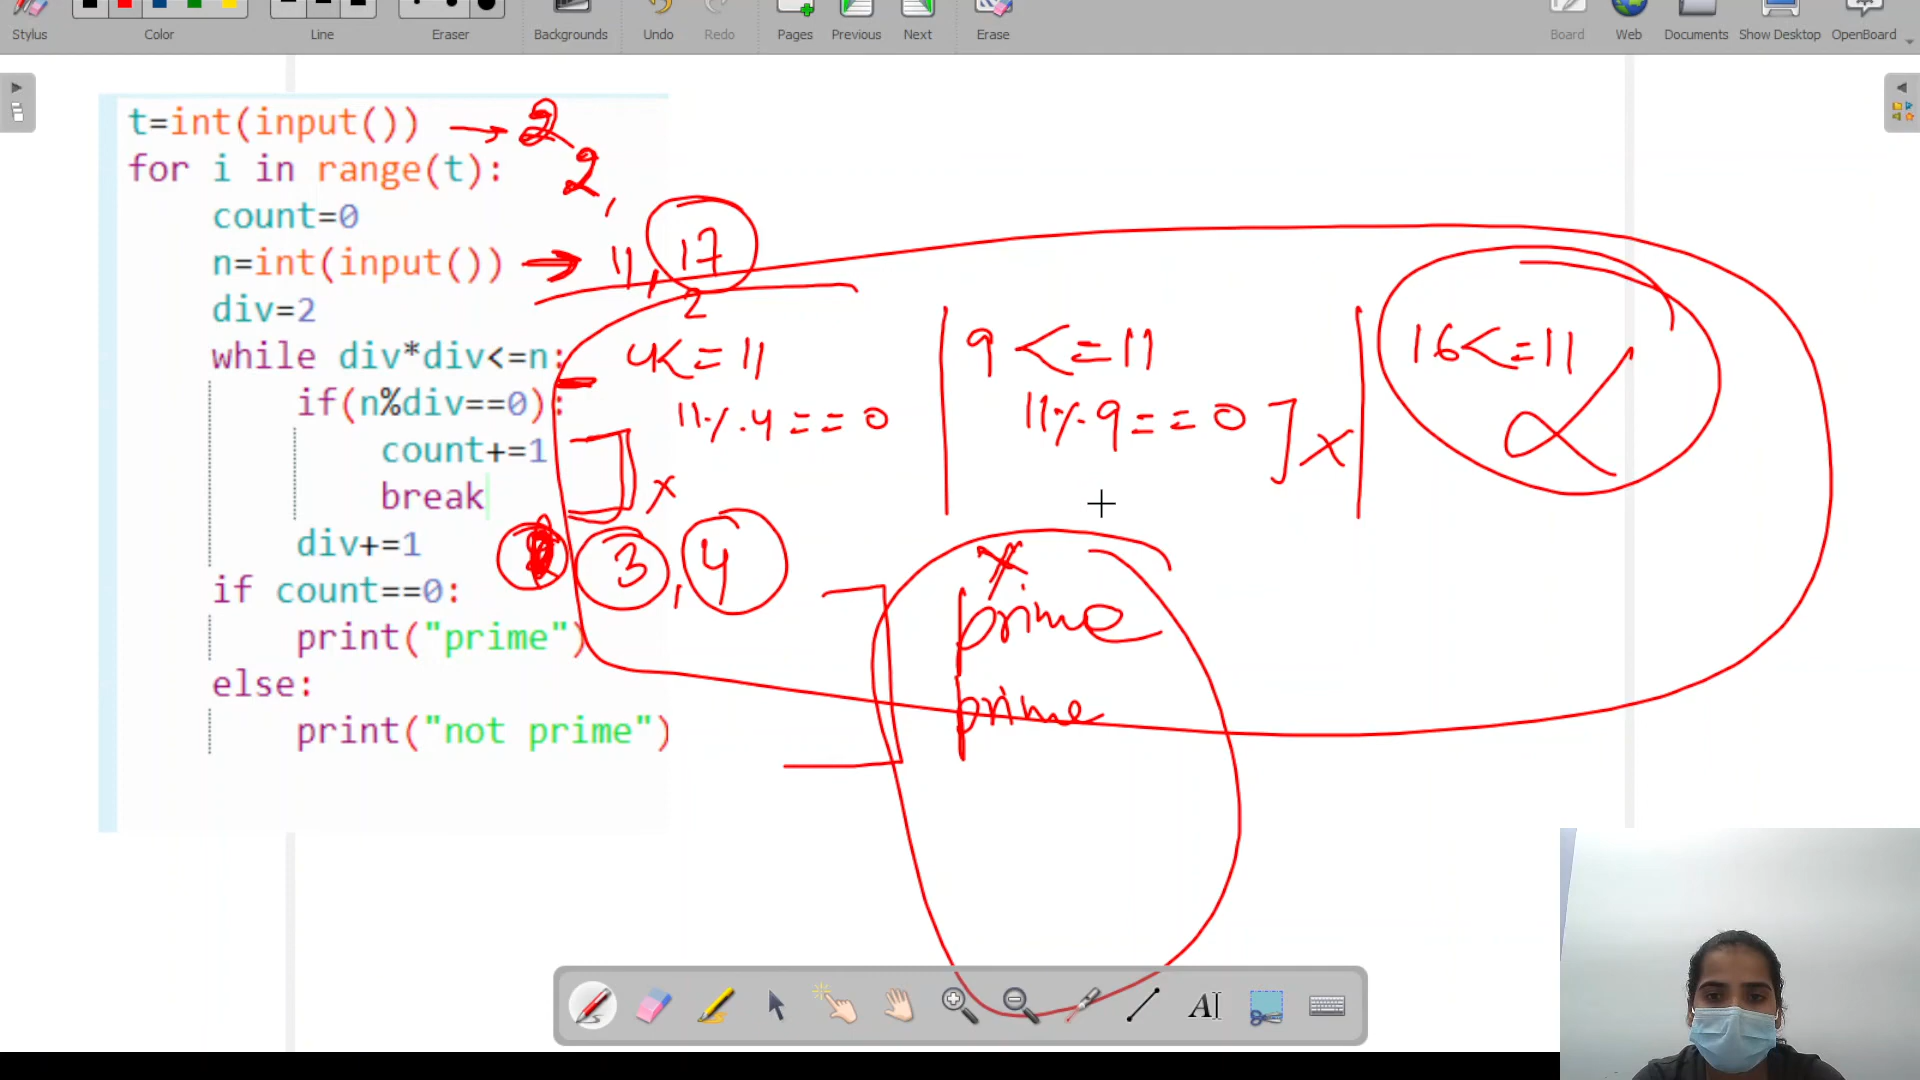 Stylus Color Line Eraser Backgrounds Undo Redo Pages Previous Next Erase Board Web Documents Show Desktop OpenBoard
t=int(input()) → 2
for i in range(t): 2,
count=0
n=int(input()) → 11, 17
div=2 2
while div*div<=n: 4<=11 9<=11 16<=11
if(n%div==0): 11%4==0 11%9==0
count+=1
break x x
div+=1 3, 4
if count==0: prime
print("prime")
else: prime
print("not prime")
AI